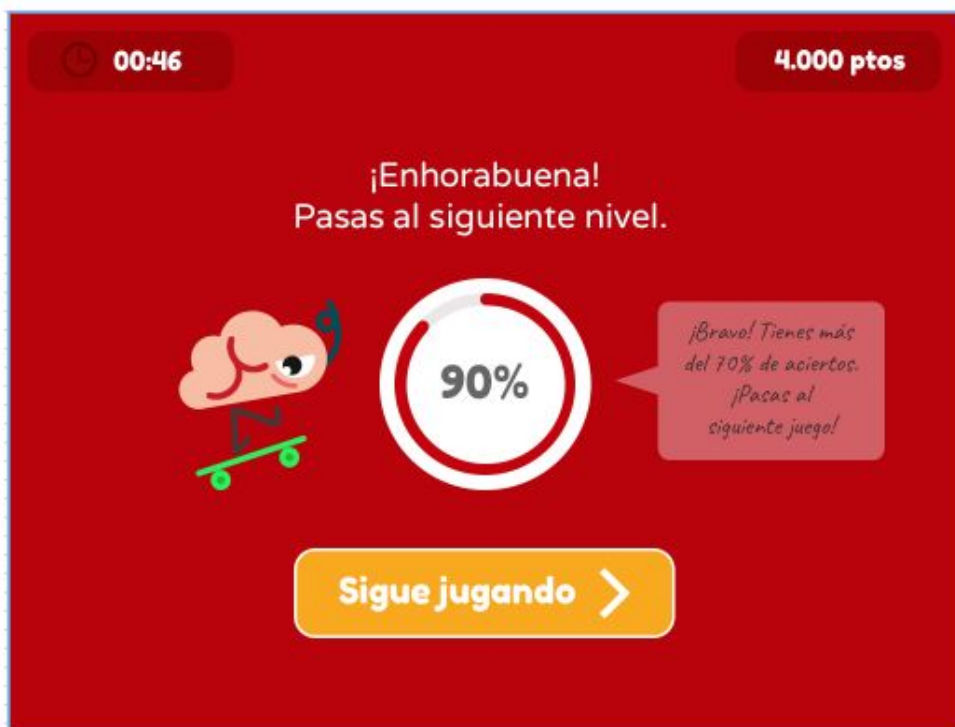 00:46
4.000 ptos
¡Enhorabuena!
Pasas al siguiente nivel.
90%
¡Bravo! Tienes más
del 70% de aciertos.
¡Pasas al
siguiente juego!
Sigue jugando